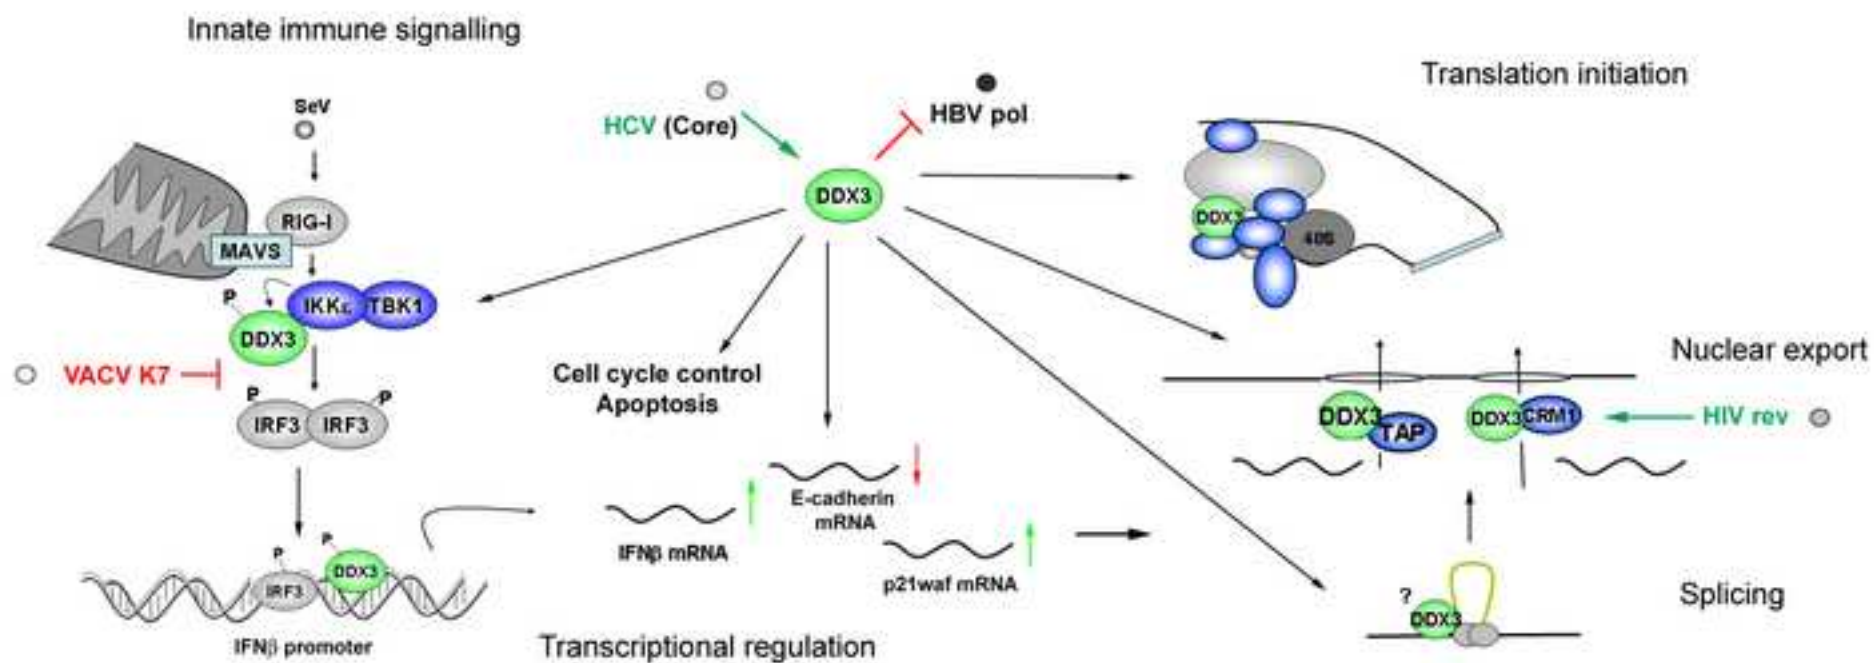 Innate immune signalling
SeV
RIG-I
MAVS
IKKε TBK1
P
DDX3
VACV K7
P
P
IRF3 IRF3
P
P
IRF3
DDX3
IFNβ promoter
HCV (Core)
HBV pol
DDX3
Cell cycle control
Apoptosis
E-cadherin
mRNA
IFNβ mRNA
p21waf mRNA
Transcriptional regulation
Translation initiation
DDX3
40S
Nuclear export
DDX3
TAP
DDX3
CRM1
HIV rev
Splicing
?
DDX3